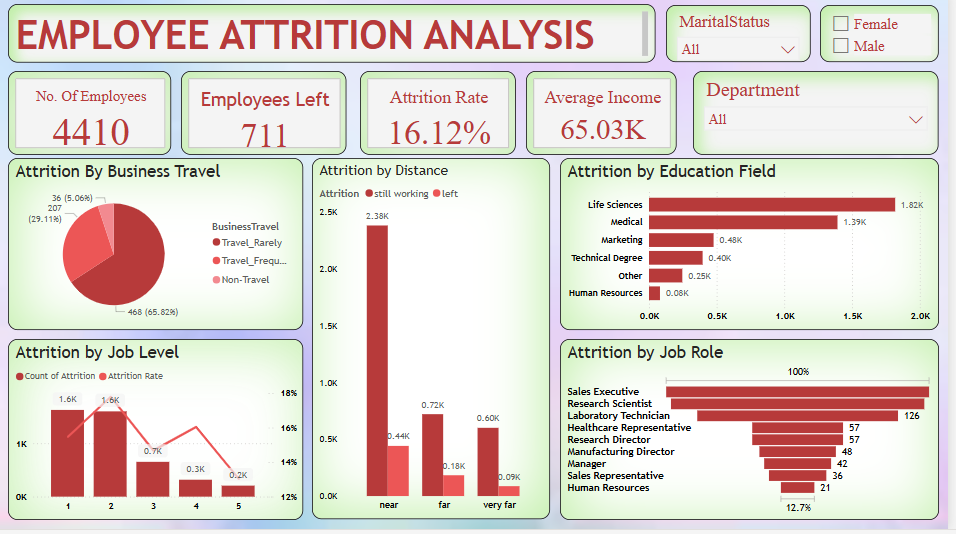 EMPLOYEE ATTRITION ANALYSIS
MaritalStatus
All
Female
Male
No. Of Employees
4410
Employees Left
711
Attrition Rate
16.12%
Average Income
65.03K
Department
All
Attrition By Business Travel
36 (5.06%)
207
(29.11%)
468 (65.82%)
BusinessTravel
Travel_Rarely
Travel_Frequ...
Non-Travel
Attrition by Distance
Attrition still working left
2.5K
2.0K
1.5K
1.0K
0.5K
0.0K
2.38K
0.44K
0.72K
0.18K
0.60K
0.09K
near far very far
Attrition by Education Field
Life Sciences 1.82K
Medical 1.39K
Marketing 0.48K
Technical Degree 0.40K
Other 0.25K
Human Resources 0.08K
0.0K 0.5K 1.0K 1.5K 2.0K
Attrition by Job Level
Count of Attrition Attrition Rate
1K
0K
1.6K
1.6K
0.7K
0.3K
0.2K
18%
16%
14%
12%
1 2 3 4 5
Attrition by Job Role
100%
Sales Executive
Research Scientist
Laboratory Technician 126
Healthcare Representative 57
Research Director 57
Manufacturing Director 48
Manager 42
Sales Representative 36
Human Resources 21
12.7%